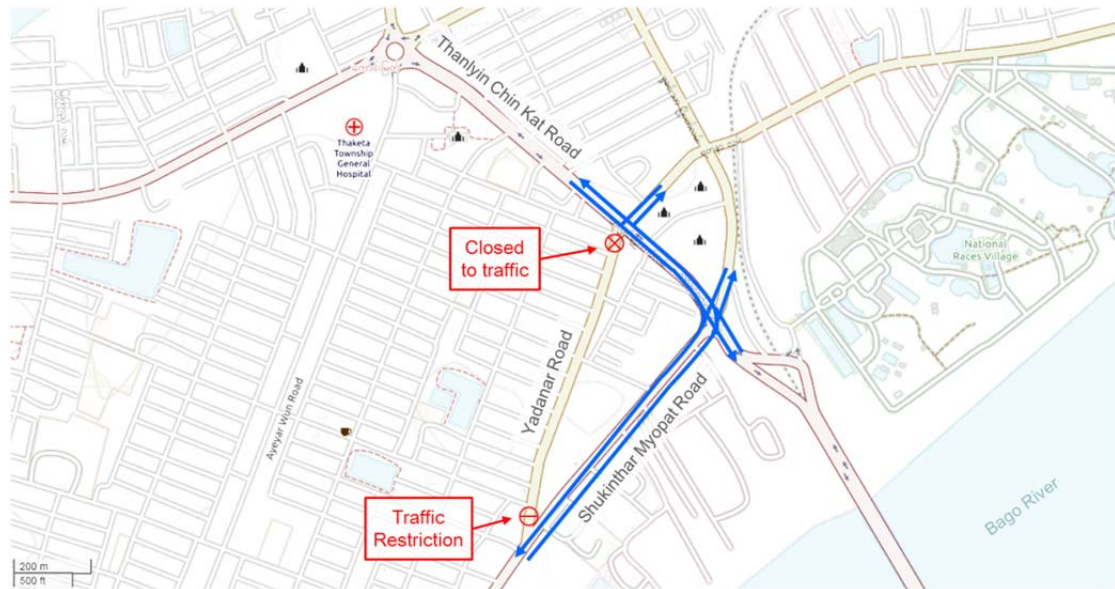 Thanlyin Chin Kat Road
Thaketa
Township
General
Hospital
Closed
to traffic
National
Races Village
Yadanar Road
Ayeyar Wun Road
Shukinthar Myopat Road
Traffic
Restriction
Bago River
200 m
500 ft